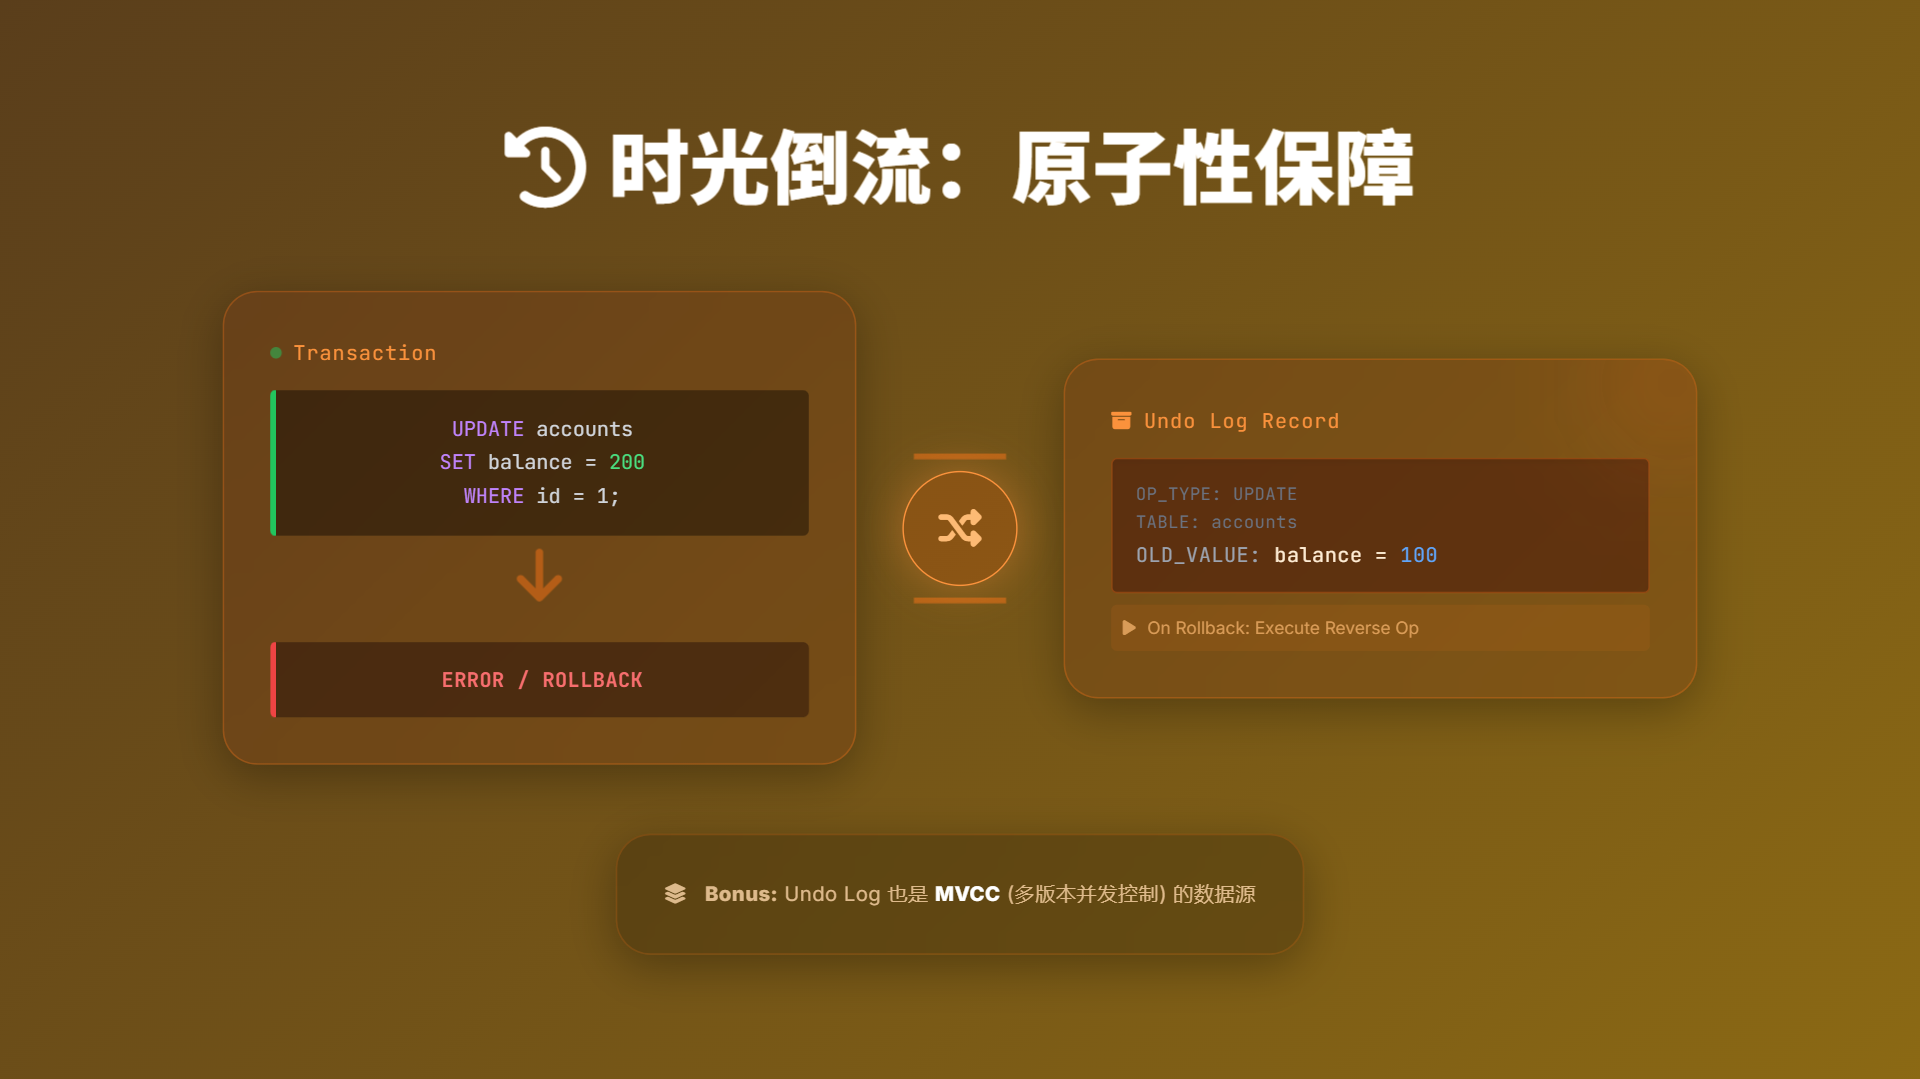 时光倒流：原子性保障
Transaction
UPDATE accounts
SET balance = 200
WHERE id = 1;
ERROR / ROLLBACK
Undo Log Record
OP_TYPE: UPDATE
TABLE: accounts
OLD_VALUE: balance = 100
On Rollback: Execute Reverse Op
Bonus: Undo Log 也是 MVCC (多版本并发控制) 的数据源